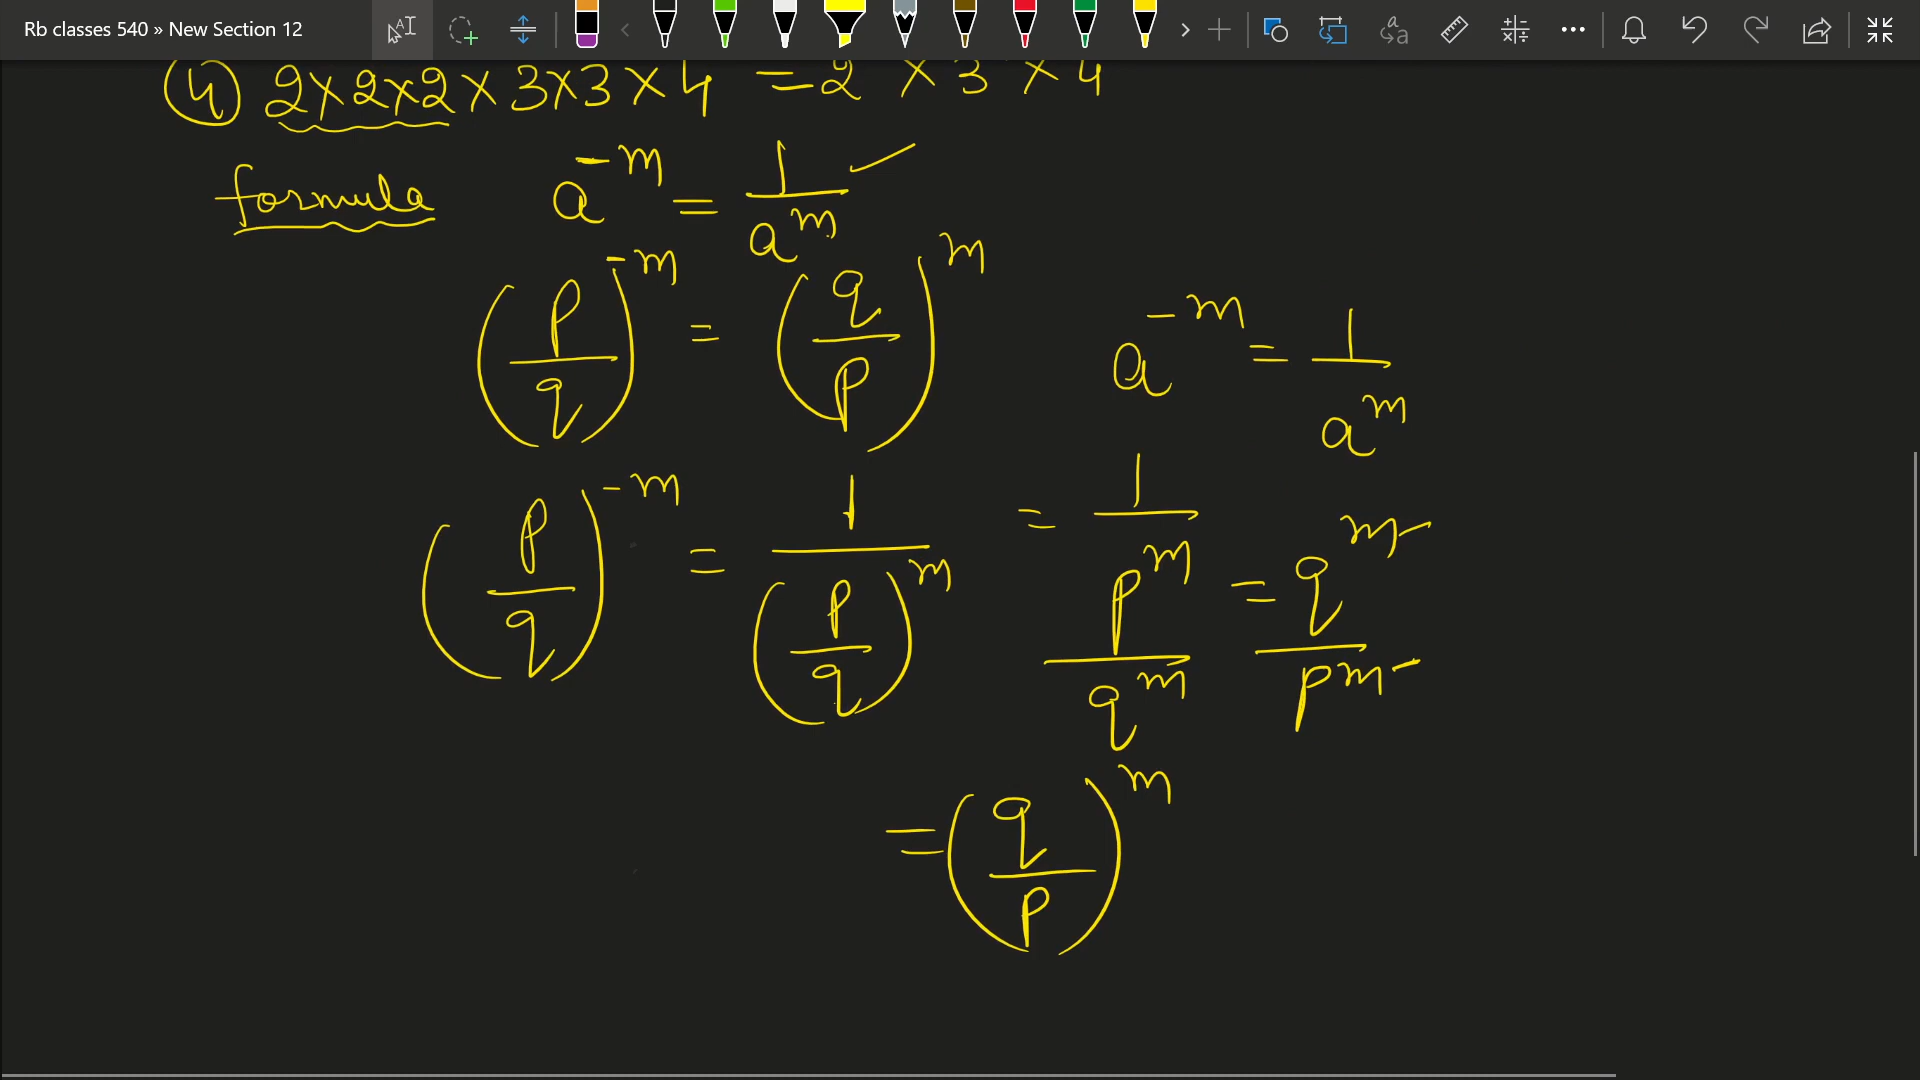 Rb classes 540 » New Section 12
④ 2×2×2×3×3×4 = 2 × 3 × 4
formula a^-m = 1/a^m
(p/q)^-m = (q/p)^m
a^-m = 1/a^m
(p/q)^-m = 1/(p/q)^m = 1/(p^m/q^m) = q^m/p^m
= (q/p)^m